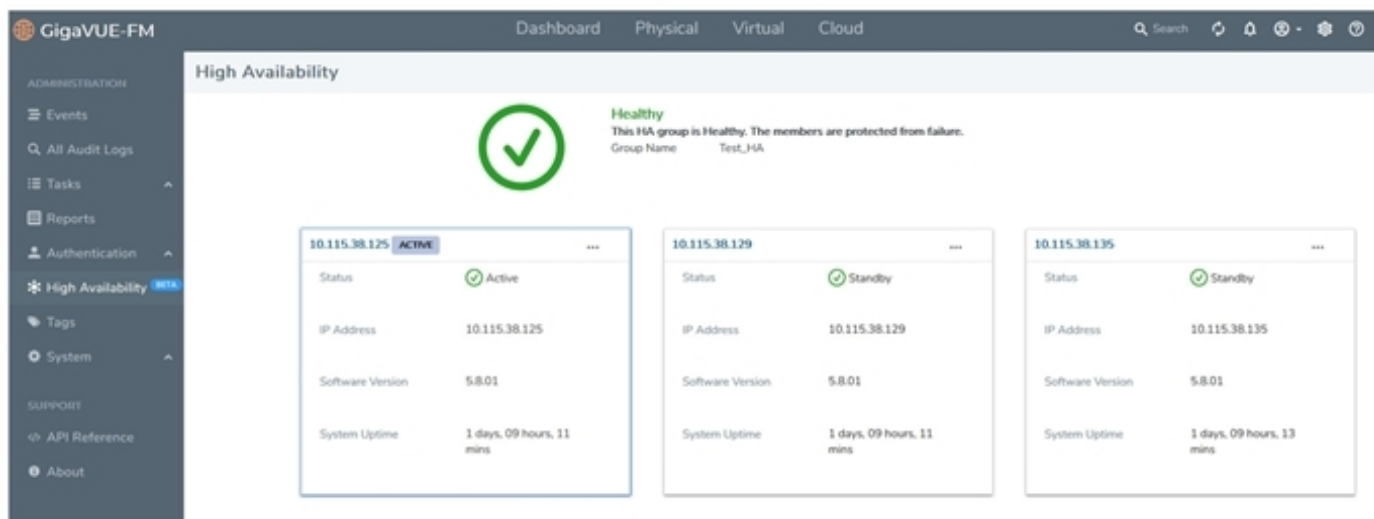 GigaVUE-FM
Dashboard Physical Virtual Cloud
Search
ADMINISTRATION
Events
All Audit Logs
Tasks
Reports
Authentication
High Availability BETA
Tags
System
SUPPORT
API Reference
About
High Availability
Healthy
This HA group is Healthy. The members are protected from failure.
Group Name Test_HA
10.115.38.125 ACTIVE ...
Status Active
IP Address 10.115.38.125
Software Version 5.8.01
System Uptime 1 days, 09 hours, 11
mins
10.115.38.129 ...
Status Standby
IP Address 10.115.38.129
Software Version 5.8.01
System Uptime 1 days, 09 hours, 11
mins
10.115.38.135 ...
Status Standby
IP Address 10.115.38.135
Software Version 5.8.01
System Uptime 1 days, 09 hours, 13
mins